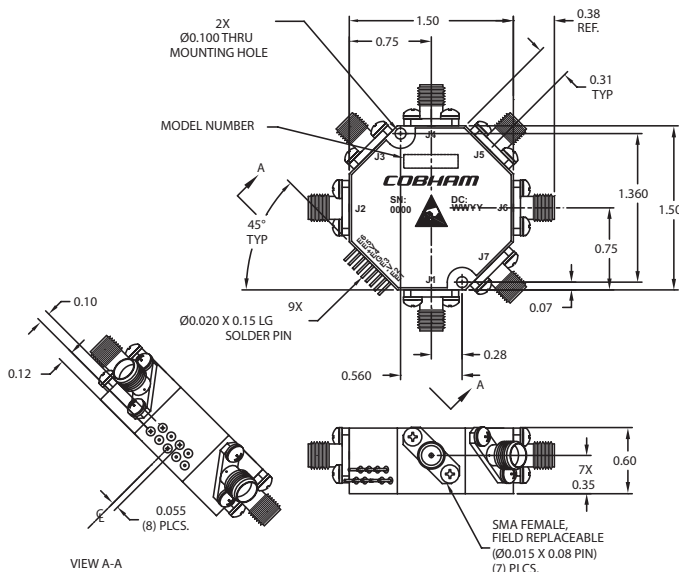 2X
Ø0.100 THRU
MOUNTING HOLE
1.50
0.75
0.38
REF.
0.31
TYP
MODEL NUMBER
J4
J3
J5
A
COBHAM
SN:
0000
DC:
WWYY
J2
J6
1.360
1.50
0.75
45°
TYP
J7
J1
9X
Ø0.020 X 0.15 LG
SOLDER PIN
0.07
0.28
0.560
A
0.10
0.12
0.055
(8) PLCS.
VIEW A-A
0.60
7X
0.35
SMA FEMALE,
FIELD REPLACEABLE
(Ø0.015 X 0.08 PIN)
(7) PLCS.